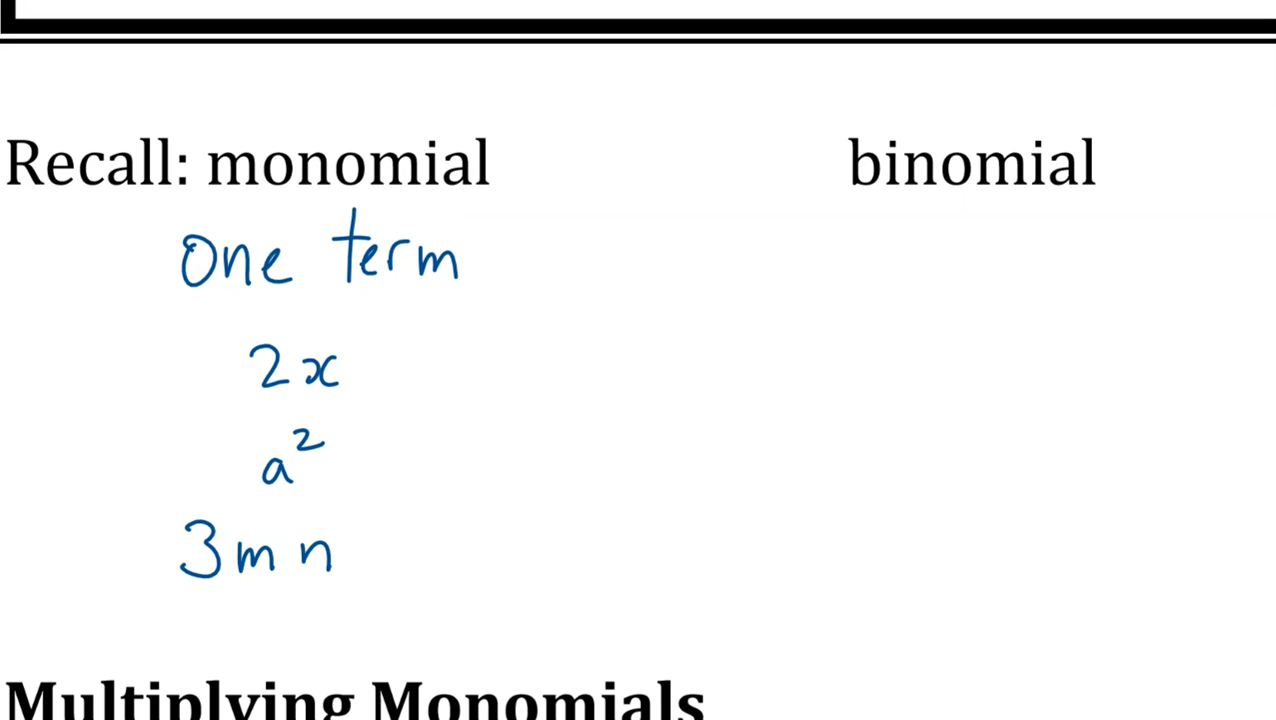 Recall: monomial binomial
One term
2x
a²
3mn
Multiplying Monomials